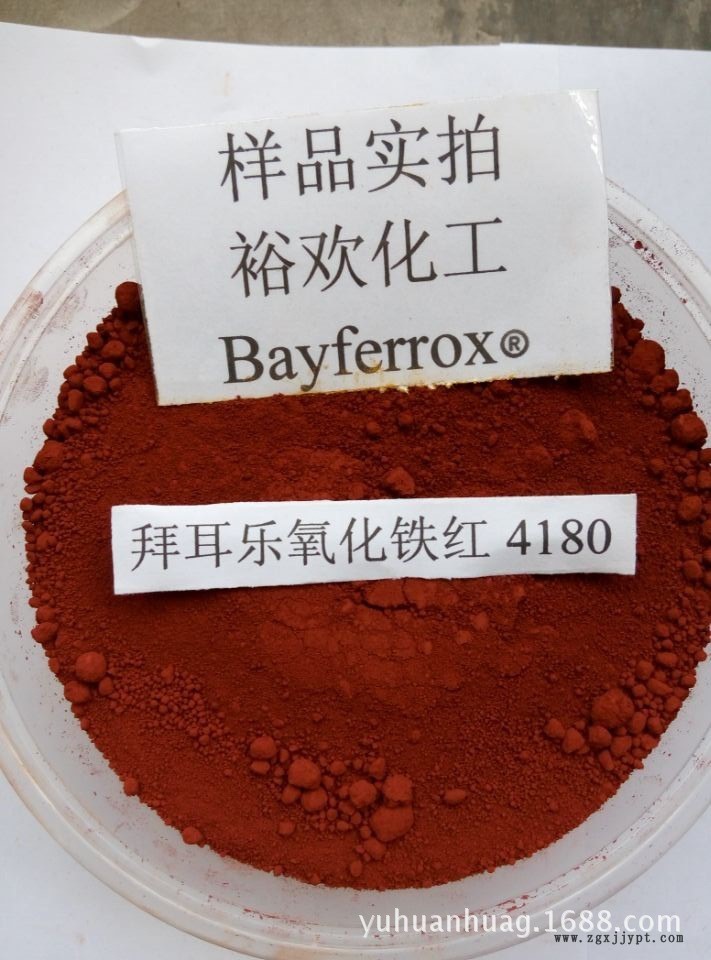 样品实拍
裕欢化工
Bayferrox®
拜耳乐氧化铁红 4180
yuhuanhuag.1688.com
www.zgxjjypt.com